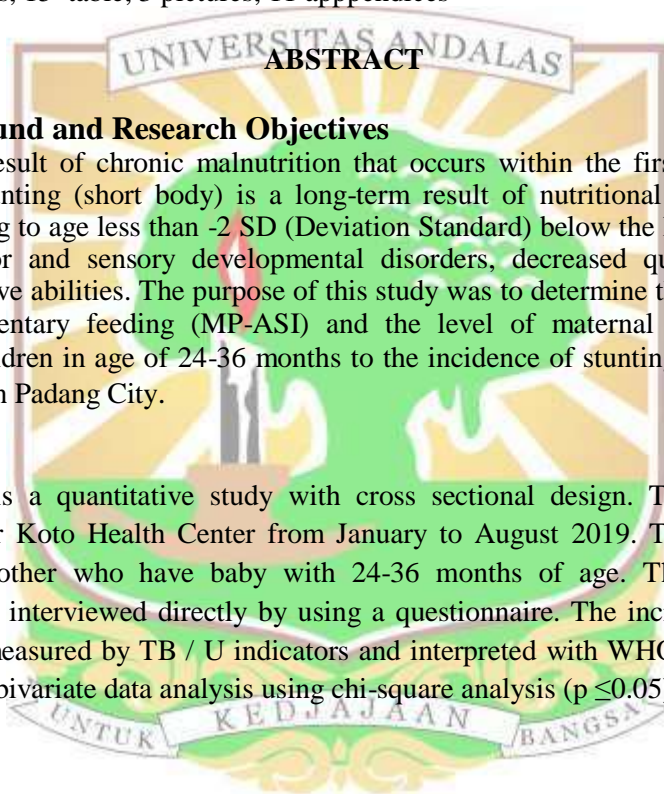 s, 13 table, 3 pictures, 11 apppendices
UNIVERSITAS ANDALAS
ABSTRACT
und and Research Objectives
esult of chronic malnutrition that occurs within the firs
nting (short body) is a long-term result of nutritional
g to age less than -2 SD (Deviation Standard) below the
or and sensory developmental disorders, decreased qu
ve abilities. The purpose of this study was to determine t
entary feeding (MP-ASI) and the level of maternal
ldren in age of 24-36 months to the incidence of stuntin
n Padang City.
is a quantitative study with cross sectional design. T
r Koto Health Center from January to August 2019. T
other who have baby with 24-36 months of age. Th
interviewed directly by using a questionnaire. The inc
neasured by TB / U indicators and interpreted with WHO
bivariate data analysis using chi-square analysis (p ≤0.05)
UNTUK KEDJAJAAN BANGSA